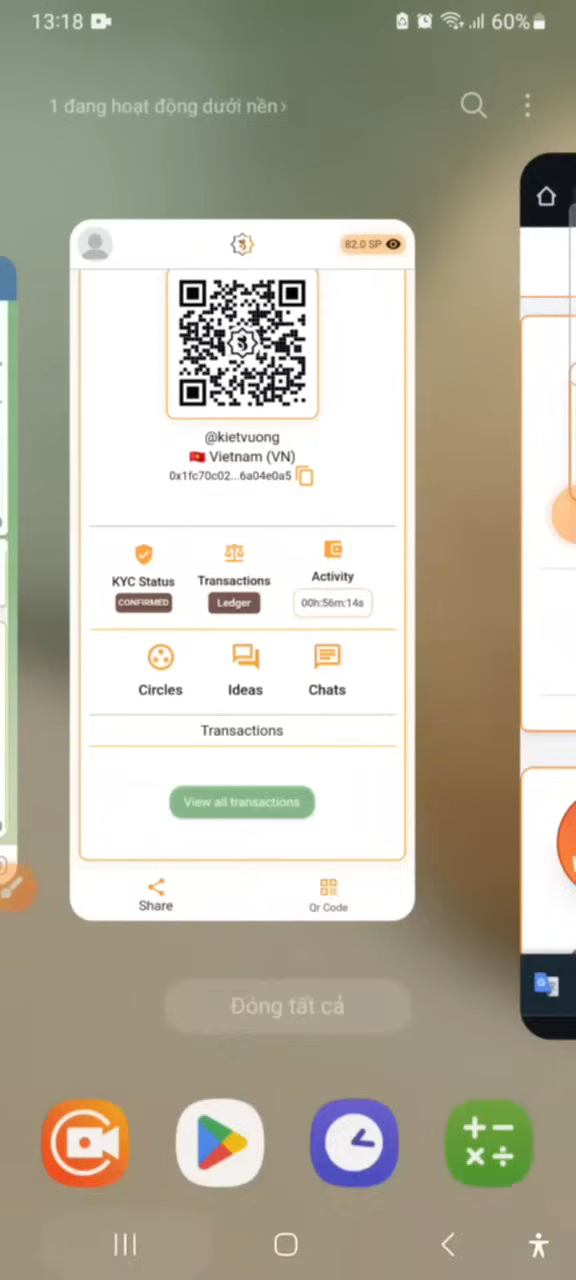 13:18
60%
1 đang hoạt động dưới nền›
82.0 SP
@kietvuong
Vietnam (VN)
0x1fc70c02...6a04e0a5
KYC Status
Transactions
Activity
CONFIRMED
Ledger
00h:56m:14s
Circles
Ideas
Chats
Transactions
View all transactions
Share
Qr Code
Đóng tất cả